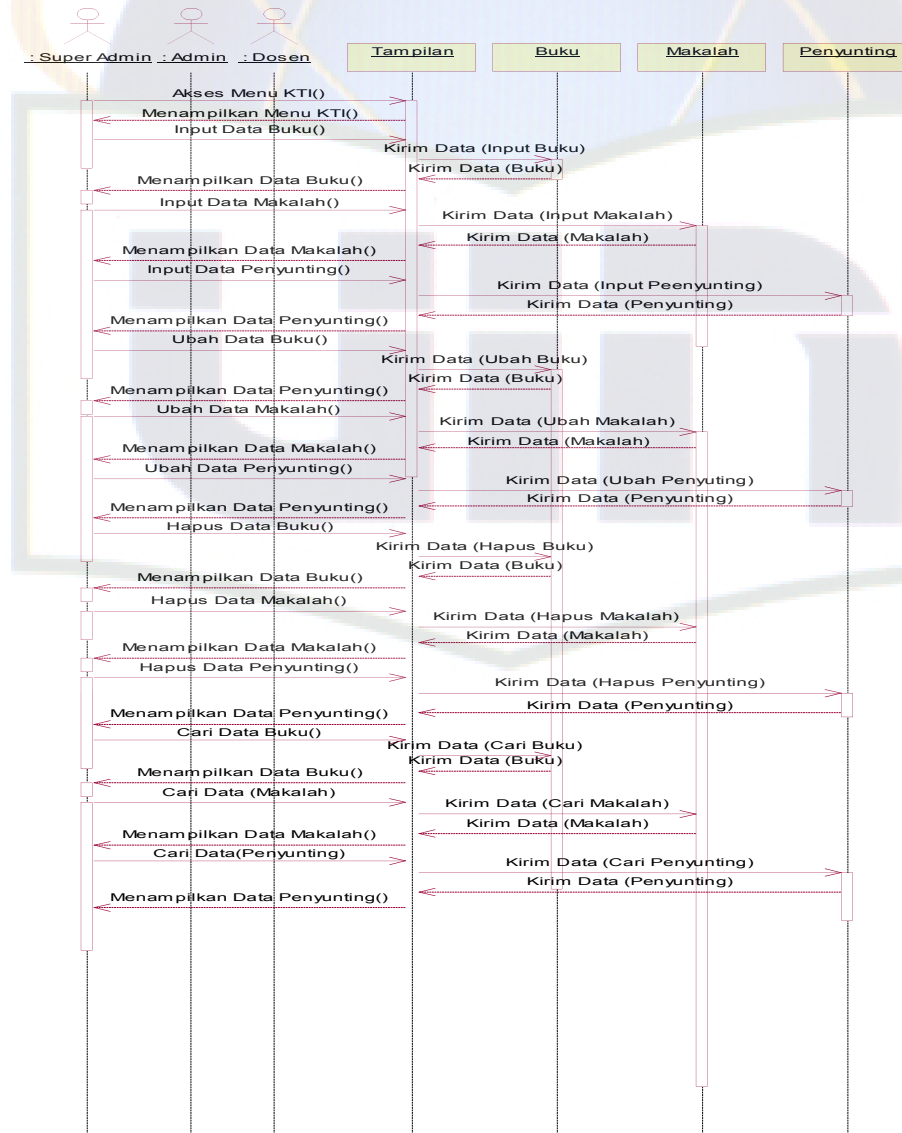 : Super Admin : Admin : Dosen Tampilan Buku Makalah Penyunting
Akses Menu KTI()
Menampilkan Menu KTI()
Input Data Buku()
Kirim Data (Input Buku)
Kirim Data (Buku)
Menampilkan Data Buku()
Input Data Makalah()
Kirim Data (Input Makalah)
Kirim Data (Makalah)
Menampilkan Data Makalah()
Input Data Penyunting()
Kirim Data (Input Peenyunting)
Kirim Data (Penyunting)
Menampilkan Data Penyunting()
Ubah Data Buku()
Kirim Data (Ubah Buku)
Kirim Data (Buku)
Menampilkan Data Penyunting()
Ubah Data Makalah()
Kirim Data (Ubah Makalah)
Kirim Data (Makalah)
Menampilkan Data Makalah()
Ubah Data Penyunting()
Kirim Data (Ubah Penyuting)
Kirim Data (Penyunting)
Menampilkan Data Penyunting()
Hapus Data Buku()
Kirim Data (Hapus Buku)
Kirim Data (Buku)
Menampilkan Data Buku()
Hapus Data Makalah()
Kirim Data (Hapus Makalah)
Kirim Data (Makalah)
Menampilkan Data Makalah()
Hapus Data Penyunting()
Kirim Data (Hapus Penyunting)
Kirim Data (Penyunting)
Menampilkan Data Penyunting()
Cari Data Buku()
Kirim Data (Cari Buku)
Kirim Data (Buku)
Menampilkan Data Buku()
Cari Data (Makalah)
Kirim Data (Cari Makalah)
Kirim Data (Makalah)
Menampilkan Data Makalah()
Cari Data(Penyunting)
Kirim Data (Cari Penyunting)
Kirim Data (Penyunting)
Menampilkan Data Penyunting()
uin